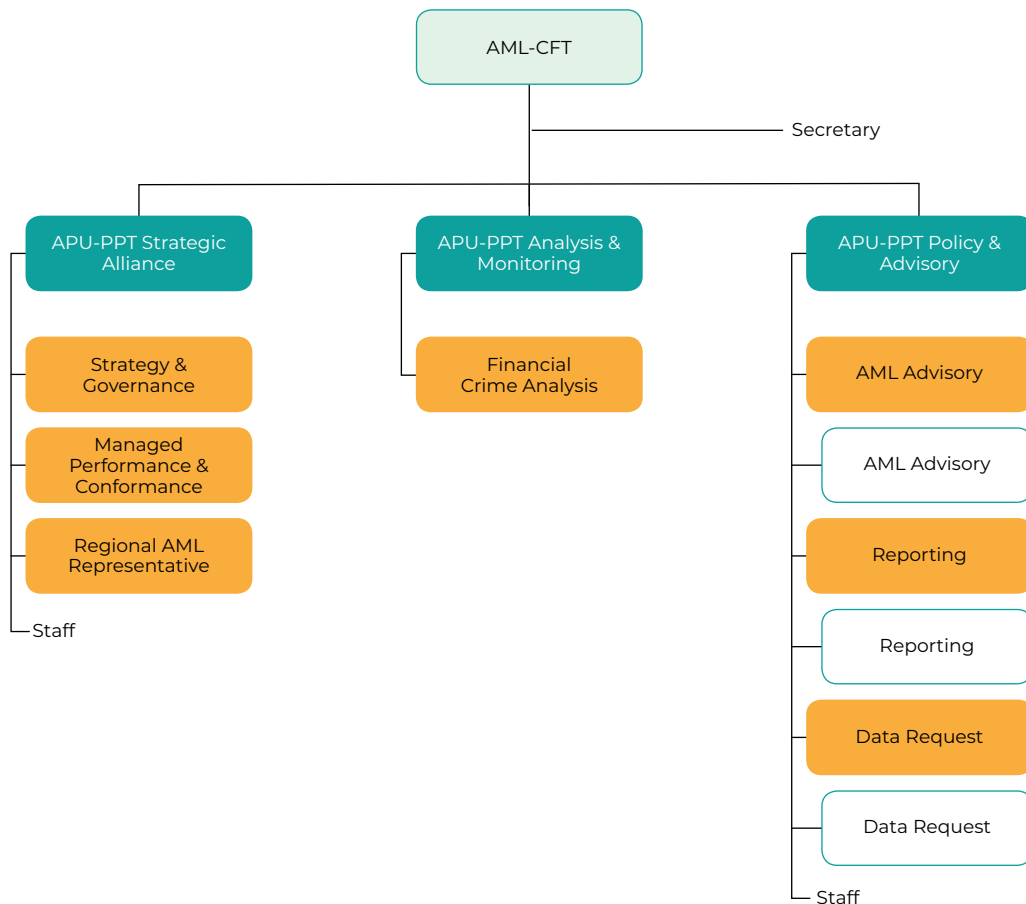 AML-CFT
Secretary
APU-PPT Strategic
Alliance
Strategy &
Governance
Managed
Performance &
Conformance
Regional AML
Representative
Staff
APU-PPT Analysis &
Monitoring
Financial
Crime Analysis
APU-PPT Policy &
Advisory
AML Advisory
AML Advisory
Reporting
Reporting
Data Request
Data Request
Staff